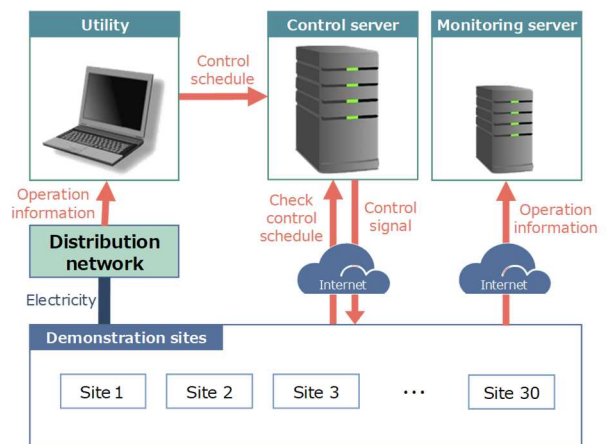 Utility
Control server
Monitoring server
Control
schedule
Operation
information
Check
control
schedule
Control
signal
Operation
information
Distribution
network
Internet
Internet
Electricity
Demonstration sites
Site 1
Site 2
Site 3
...
Site 30